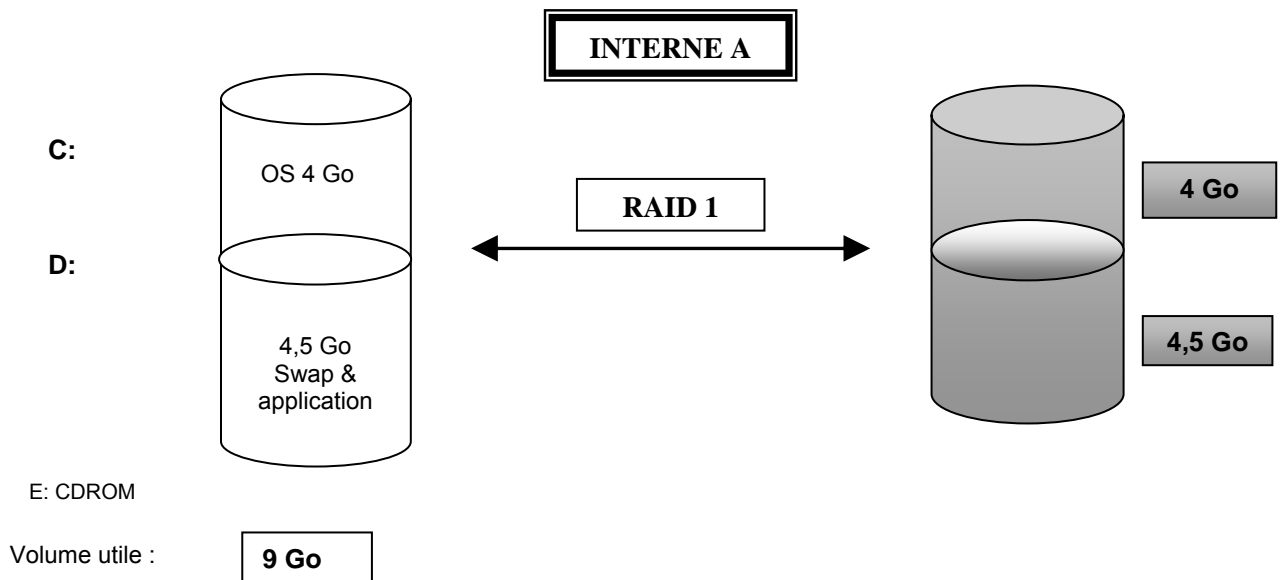 INTERNE A
C:
OS 4 Go
RAID 1
4 Go
D:
4,5 Go
Swap &
application
4,5 Go
E: CDROM
Volume utile :
9 Go